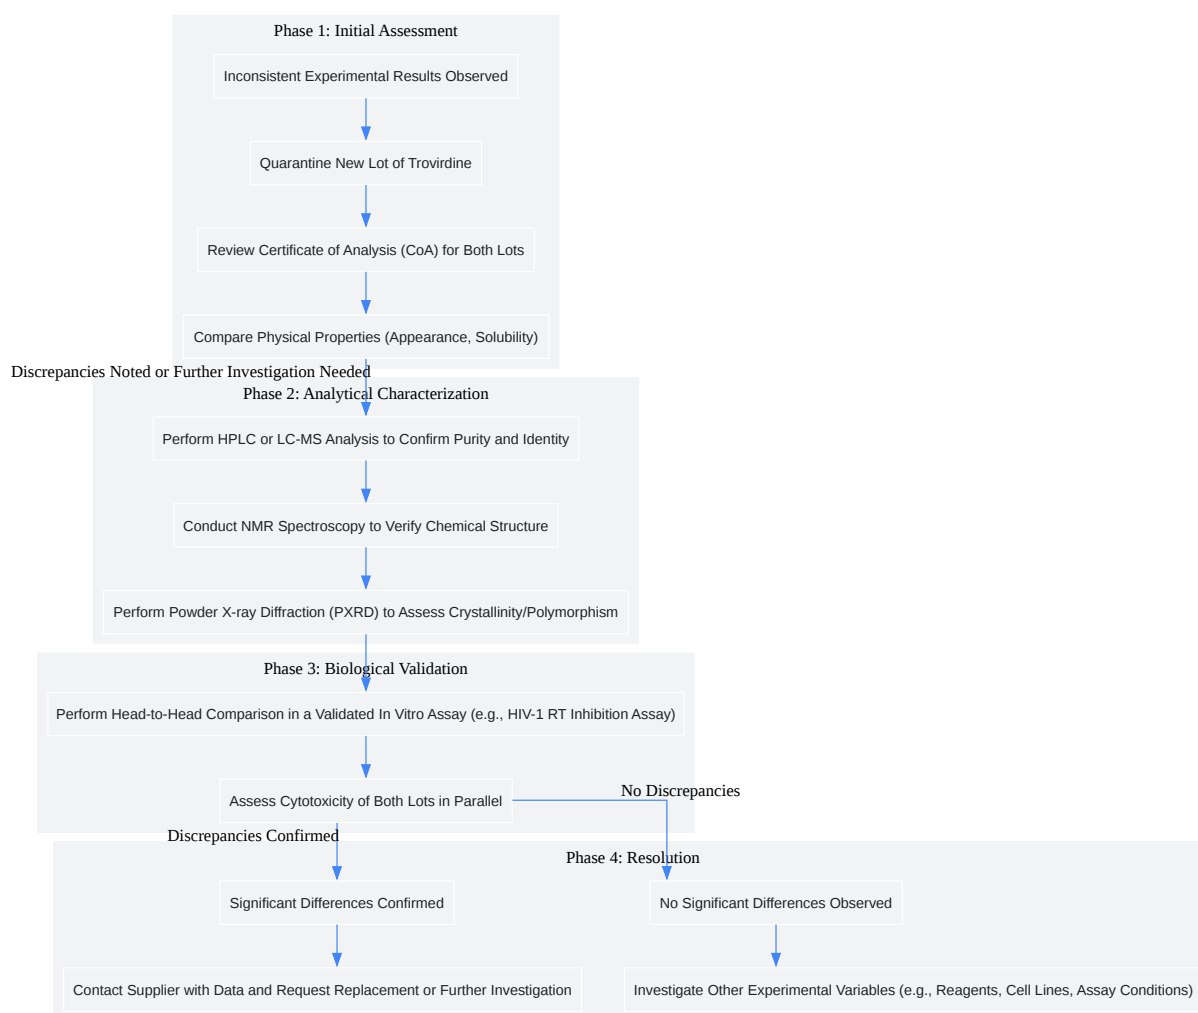 Phase 1: Initial Assessment
Inconsistent Experimental Results Observed
Quarantine New Lot of Trovirdine
Review Certificate of Analysis (CoA) for Both Lots
Compare Physical Properties (Appearance, Solubility)
Discrepancies Noted or Further Investigation Needed
Phase 2: Analytical Characterization
Perform HPLC or LC-MS Analysis to Confirm Purity and Identity
Conduct NMR Spectroscopy to Verify Chemical Structure
Perform Powder X-ray Diffraction (PXRD) to Assess Crystallinity/Polymorphism
Phase 3: Biological Validation
Perform Head-to-Head Comparison in a Validated In Vitro Assay (e.g., HIV-1 RT Inhibition Assay)
Assess Cytotoxicity of Both Lots in Parallel
No Discrepancies
Discrepancies Confirmed
Phase 4: Resolution
Significant Differences Confirmed
No Significant Differences Observed
Contact Supplier with Data and Request Replacement or Further Investigation
Investigate Other Experimental Variables (e.g., Reagents, Cell Lines, Assay Conditions)